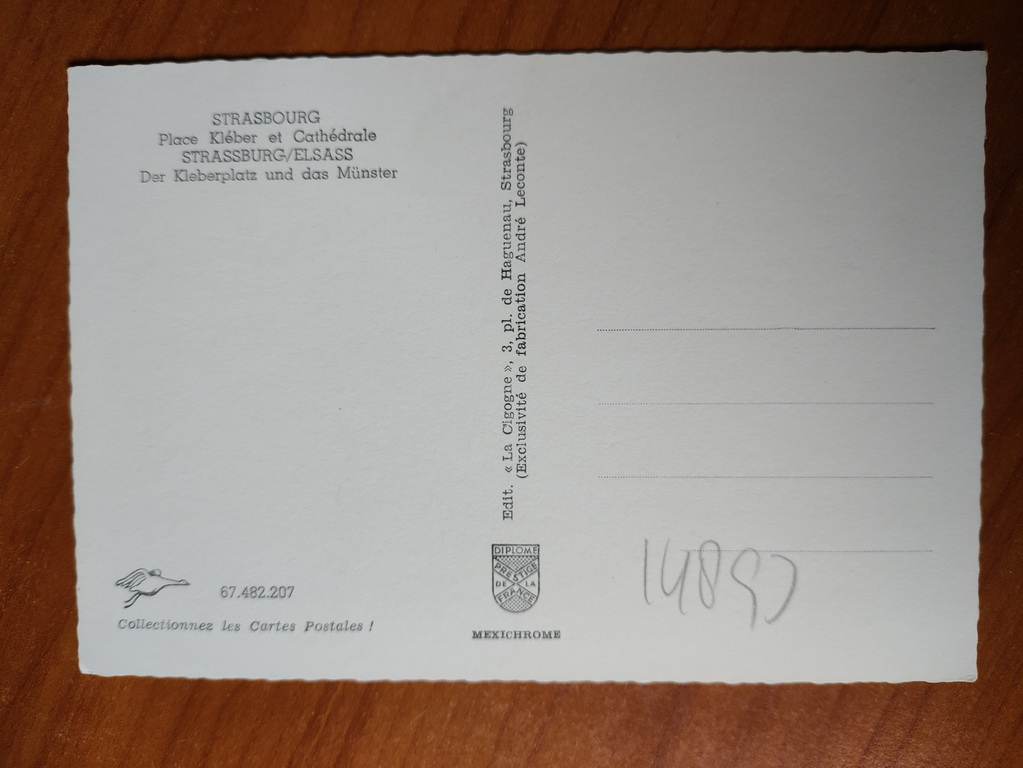 STRASBOURG
Place Kléber et Cathédrale
STRASSBURG/ELSASS
Der Kleberplatz und das Münster
67.482.207
Collectionnez les Cartes Postales !
Edit. « La Cigogne », 3, pl. de Haguenau, Strasbourg
(Exclusivité de fabrication André Leconte)
DIPLOME
PRESTIGE
DE LA
FRANCE
MEXICHROME